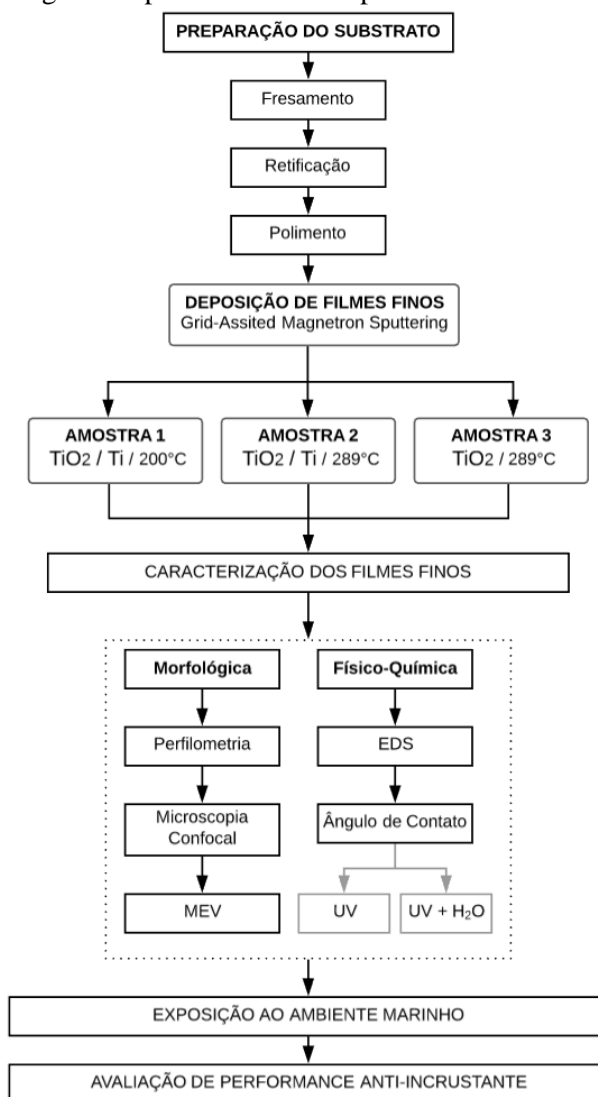 PREPARAÇÃO DO SUBSTRATO
Fresamento
Retificação
Polimento
DEPOSIÇÃO DE FILMES FINOS
Grid-Assited Magnetron Sputtering
AMOSTRA 1
TiO2 / Ti / 200°C
AMOSTRA 2
TiO2 / Ti / 289°C
AMOSTRA 3
TiO2 / 289°C
CARACTERIZAÇÃO DOS FILMES FINOS
Morfológica
Perfilometria
Microscopia
Confocal
MEV
Físico-Química
EDS
Ângulo de Contato
UV
UV + H₂O
EXPOSIÇÃO AO AMBIENTE MARINHO
AVALIAÇÃO DE PERFORMANCE ANTI-INCRUSTANTE